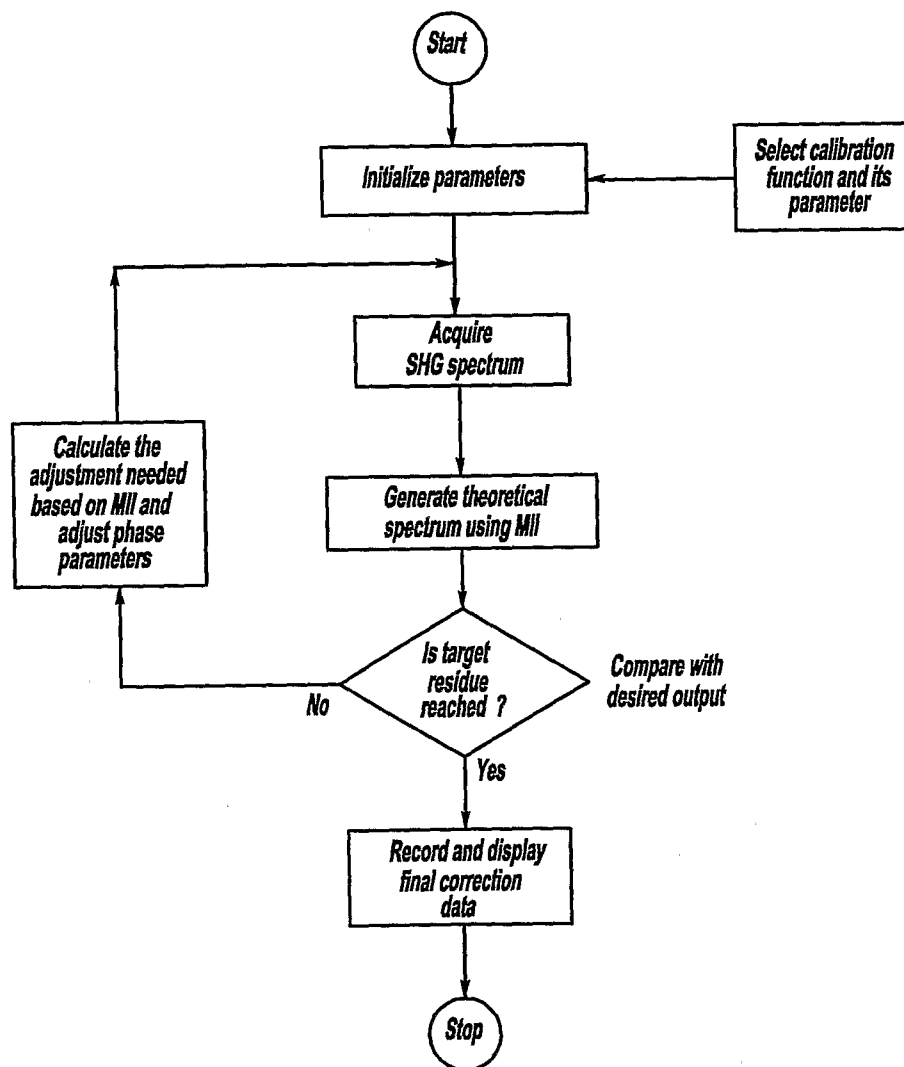 Start
Initialize parameters
Select calibration
function and its
parameter
Acquire
SHG spectrum
Calculate the
adjustment needed
based on MII and
adjust phase
parameters
Generate theoretical
spectrum using MII
Is target
residue
reached ?
Compare with
desired output
No
Yes
Record and display
final correction
data
Stop